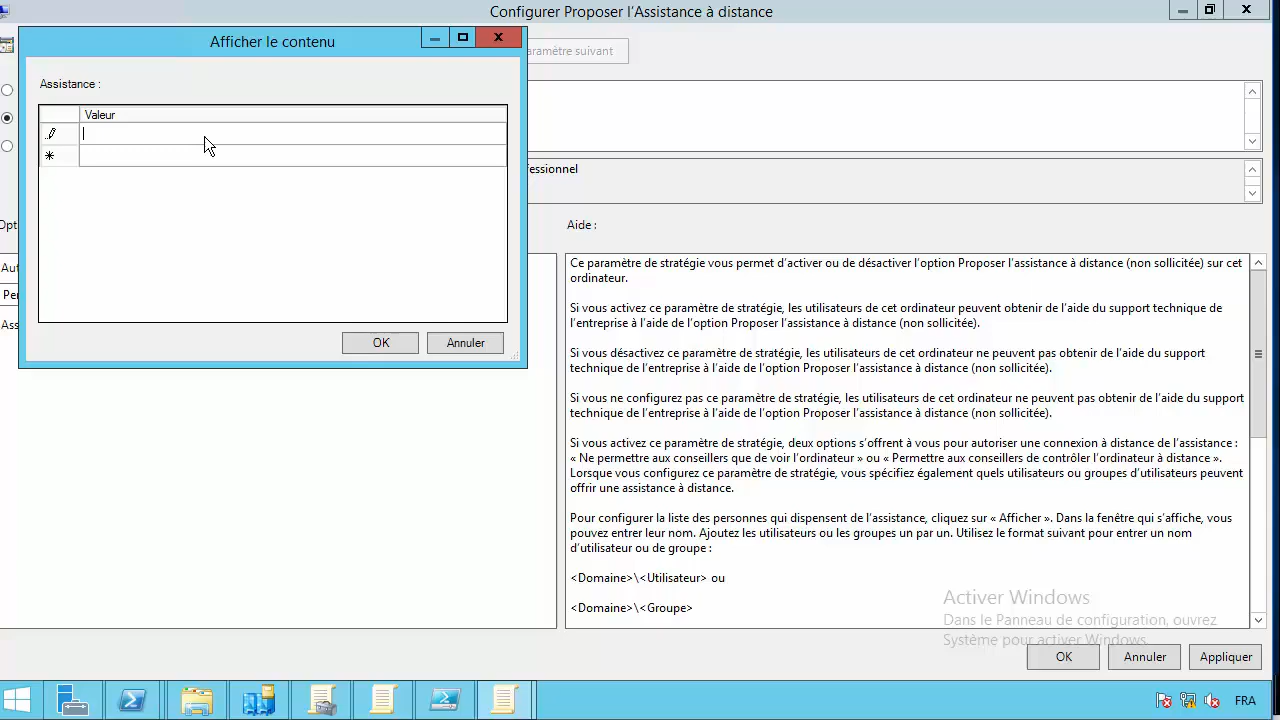 Configurer Proposer l'Assistance à distance
Afficher le contenu
Paramètre suivant
Assistance :
Valeur
fessionnel
Opt
Aide :
Aut
Per
Ass
OK
Annuler
Ce paramètre de stratégie vous permet d'activer ou de désactiver l'option Proposer l'assistance à distance (non sollicitée) sur cet
ordinateur.
Si vous activez ce paramètre de stratégie, les utilisateurs de cet ordinateur peuvent obtenir de l'aide du support technique de
l'entreprise à l'aide de l'option Proposer l'assistance à distance (non sollicitée).
Si vous désactivez ce paramètre de stratégie, les utilisateurs de cet ordinateur ne peuvent pas obtenir de l'aide du support
technique de l'entreprise à l'aide de l'option Proposer l'assistance à distance (non sollicitée).
Si vous ne configurez pas ce paramètre de stratégie, les utilisateurs de cet ordinateur ne peuvent pas obtenir de l'aide du support
technique de l'entreprise à l'aide de l'option Proposer l'assistance à distance (non sollicitée).
Si vous activez ce paramètre de stratégie, deux options s'offrent à vous pour autoriser une connexion à distance de l'assistance :
« Ne permettre aux conseillers que de voir l'ordinateur » ou « Permettre aux conseillers de contrôler l'ordinateur à distance ».
Lorsque vous configurez ce paramètre de stratégie, vous spécifiez également quels utilisateurs ou groupes d'utilisateurs peuvent
offrir une assistance à distance.
Pour configurer la liste des personnes qui dispensent de l'assistance, cliquez sur « Afficher ». Dans la fenêtre qui s'affiche, vous
pouvez entrer leur nom. Ajoutez les utilisateurs ou les groupes un par un. Utilisez le format suivant pour entrer un nom
d'utilisateur ou de groupe :
<Domaine>\<Utilisateur> ou
<Domaine>\<Groupe>
Activer Windows
Dans le Panneau de configuration, ouvrez
Système pour activer Windows.
OK
Annuler
Appliquer
FRA